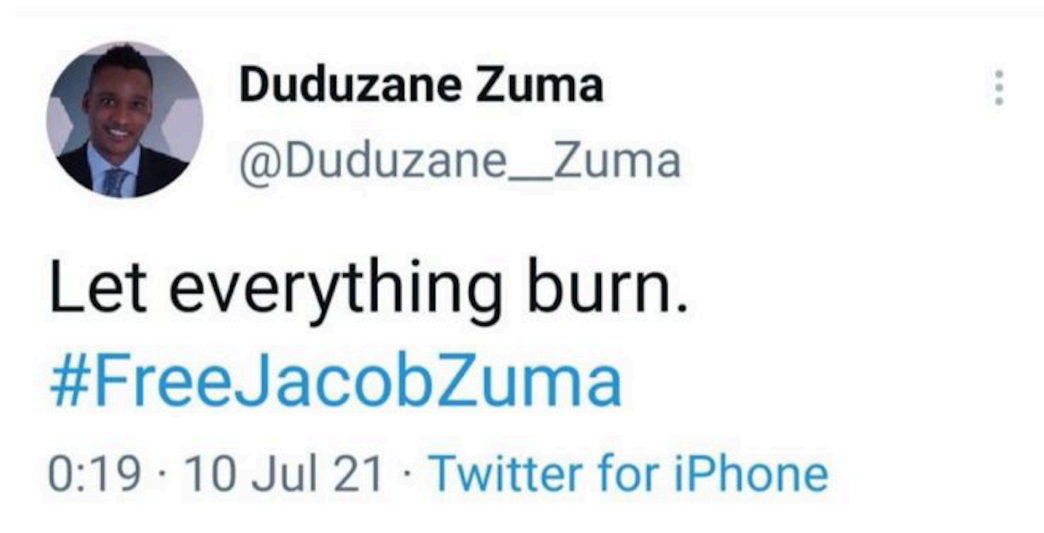 Duduzane Zuma
@Duduzane__Zuma
Let everything burn.
#FreeJacobZuma
0:19 · 10 Jul 21 · Twitter for iPhone